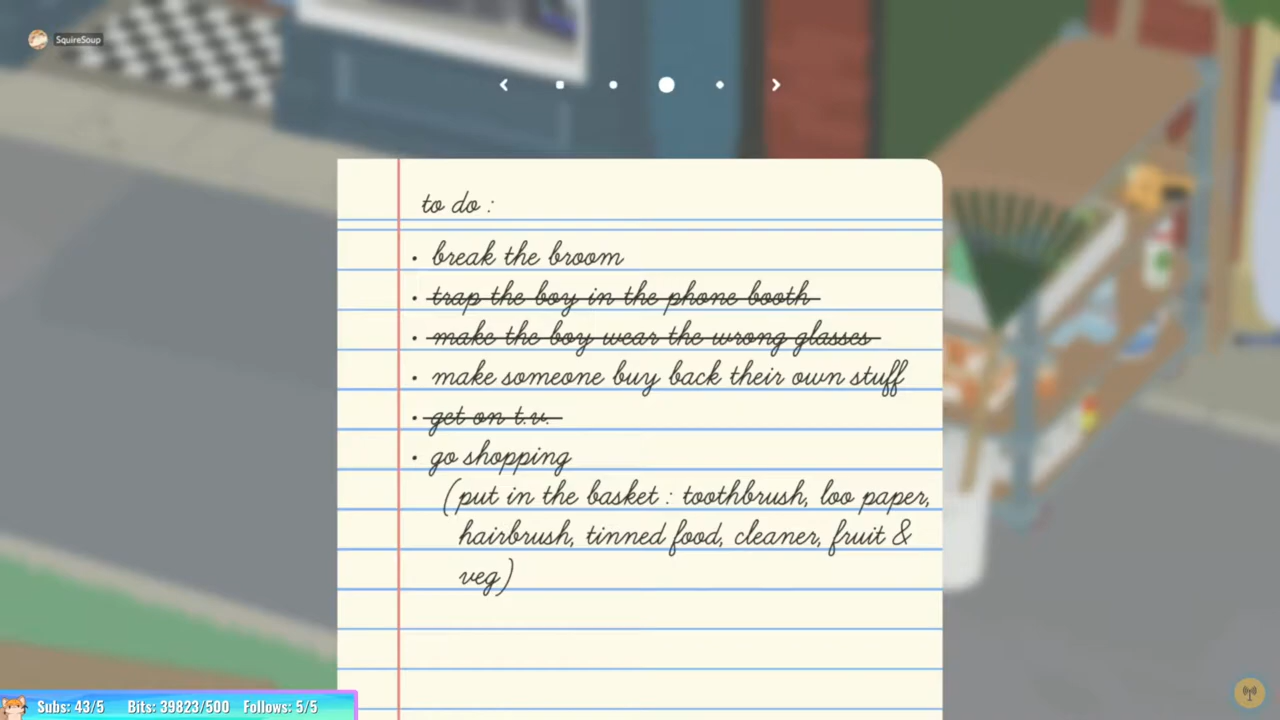 SquireSoup
to do :
• break the broom
• trap the boy in the phone booth
• make the boy wear the wrong glasses
• make someone buy back their own stuff
• get on t.v.
• go shopping
(put in the basket : toothbrush, loo paper,
hairbrush, tinned food, cleaner, fruit &
veg)
Subs: 43/5 Bits: 39823/500 Follows: 5/5